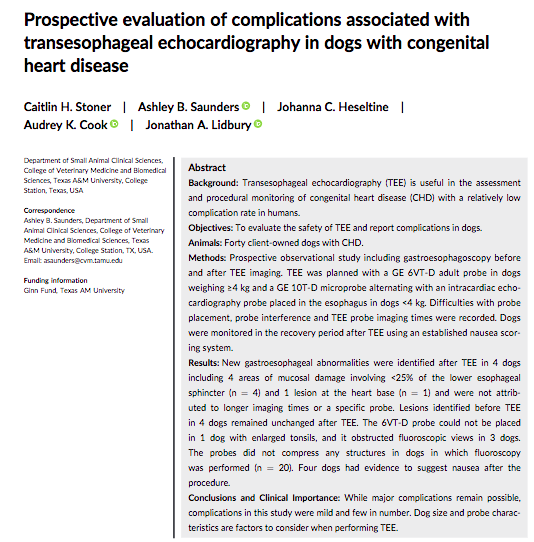 Prospective evaluation of complications associated with
transesophageal echocardiography in dogs with congenital
heart disease
Caitlin H. Stoner | Ashley B. Saunders | Johanna C. Heseltine |
Audrey K. Cook | Jonathan A. Lidbury
Department of Small Animal Clinical Sciences,
College of Veterinary Medicine and Biomedical
Sciences, Texas A&M University, College
Station, Texas, USA
Correspondence
Ashley B. Saunders, Department of Small
Animal Clinical Sciences, College of Veterinary
Medicine and Biomedical Sciences, Texas
A&M University, College Station, TX, USA.
Email: asaunders@cvm.tamu.edu
Funding information
Ginn Fund, Texas AM University
Abstract
Background: Transesophageal echocardiography (TEE) is useful in the assessment
and procedural monitoring of congenital heart disease (CHD) with a relatively low
complication rate in humans.
Objectives: To evaluate the safety of TEE and report complications in dogs.
Animals: Forty client-owned dogs with CHD.
Methods: Prospective observational study including gastroesophagoscopy before
and after TEE imaging. TEE was planned with a GE 6VT-D adult probe in dogs
weighing ≥4 kg and a GE 10T-D microprobe alternating with an intracardiac echo-
cardiography probe placed in the esophagus in dogs <4 kg. Difficulties with probe
placement, probe interference and TEE probe imaging times were recorded. Dogs
were monitored in the recovery period after TEE using an established nausea scor-
ing system.
Results: New gastroesophageal abnormalities were identified after TEE in 4 dogs
including 4 areas of mucosal damage involving <25% of the lower esophageal
sphincter (n = 4) and 1 lesion at the heart base (n = 1) and were not attrib-
uted to longer imaging times or a specific probe. Lesions identified before TEE
in 4 dogs remained unchanged after TEE. The 6VT-D probe could not be placed
in 1 dog with enlarged tonsils, and it obstructed fluoroscopic views in 3 dogs.
The probes did not compress any structures in dogs in which fluoroscopy
was performed (n = 20). Four dogs had evidence to suggest nausea after the
procedure.
Conclusions and Clinical Importance: While major complications remain possible,
complications in this study were mild and few in number. Dog size and probe charac-
teristics are factors to consider when performing TEE.